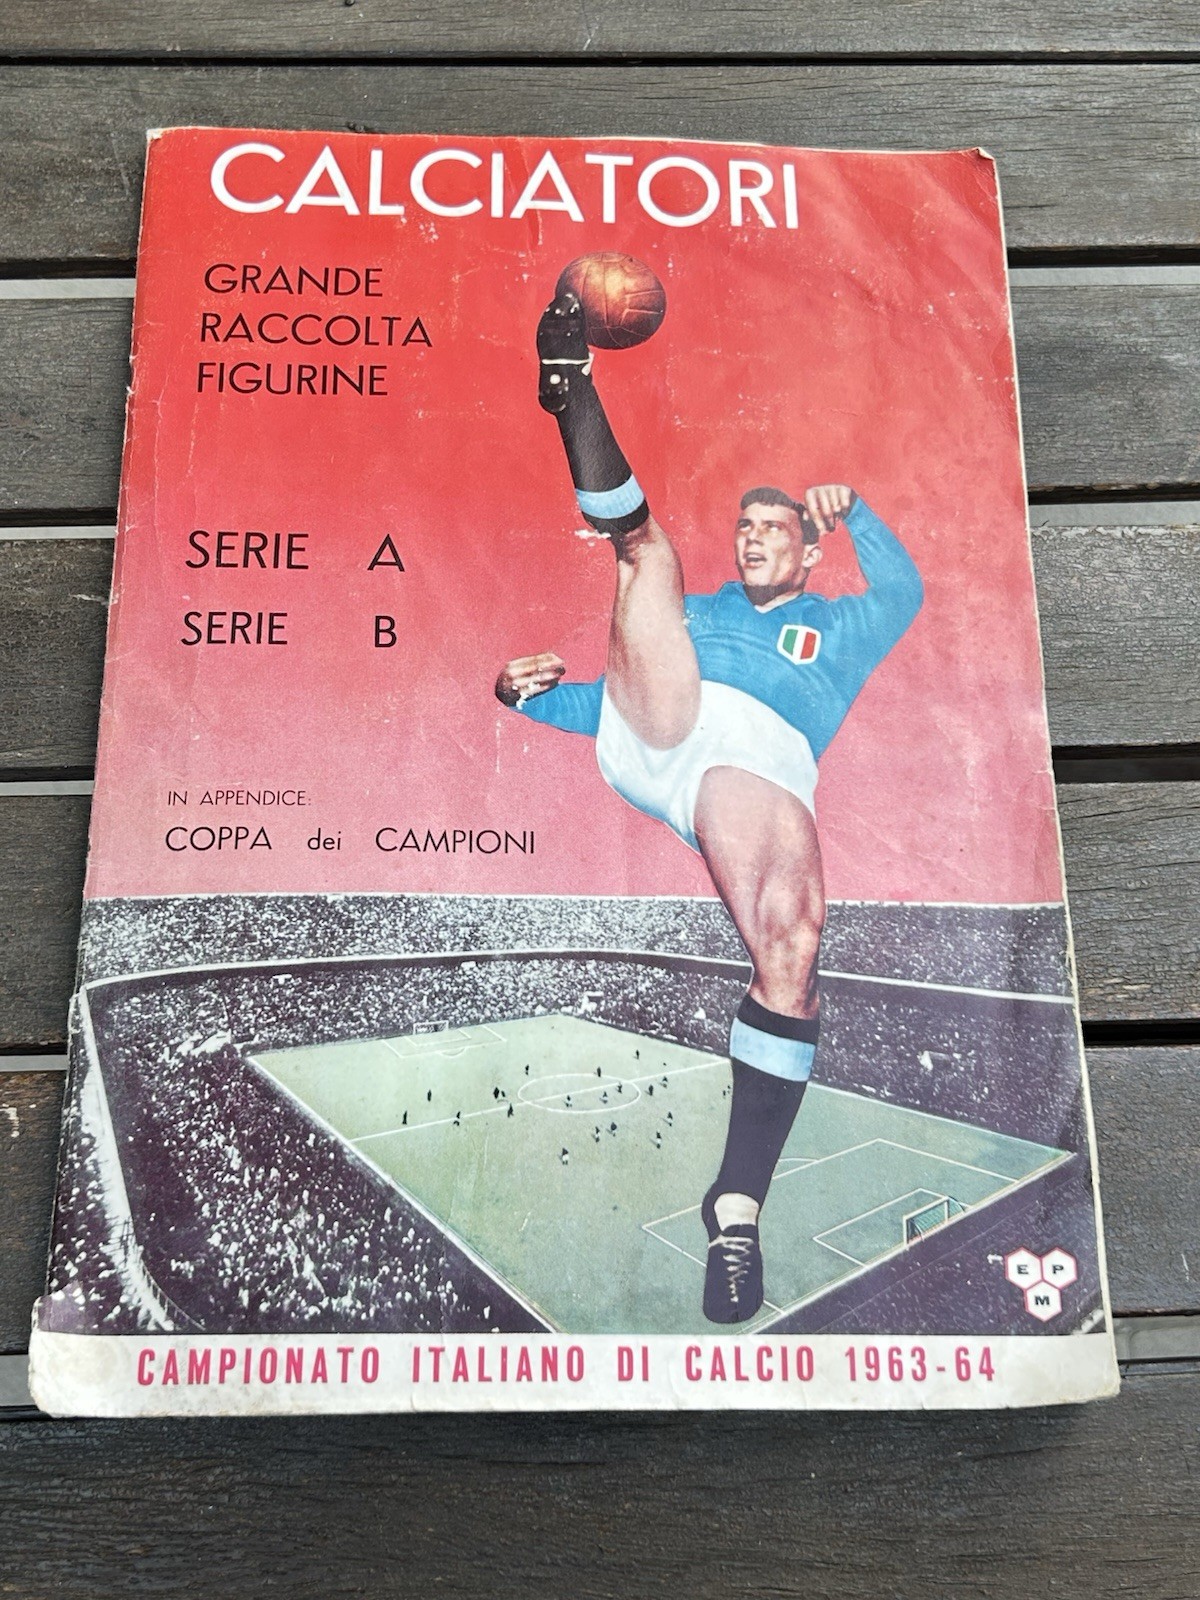 CALCIATORI
GRANDE
RACCOLTA
FIGURINE
SERIE A
SERIE B
IN APPENDICE:
COPPA dei CAMPIONI
E P
M
CAMPIONATO ITALIANO DI CALCIO 1963-64